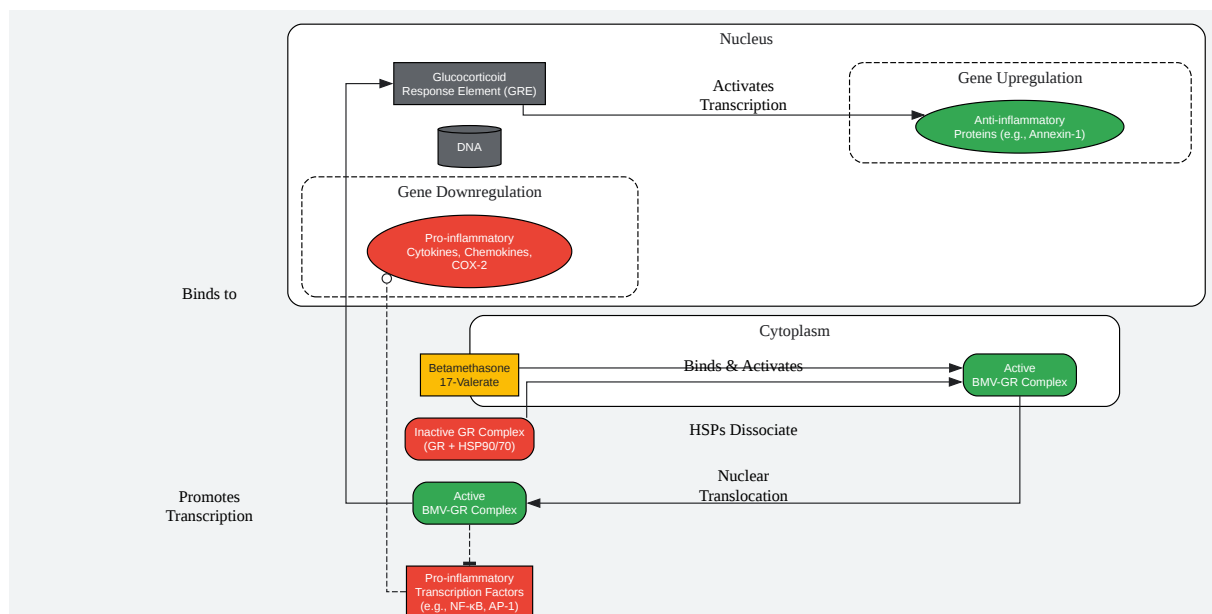 Nucleus
Glucocorticoid
Response Element (GRE)
Activates
Transcription
Gene Upregulation
Anti-inflammatory
Proteins (e.g., Annexin-1)
DNA
Gene Downregulation
Pro-inflammatory
Cytokines, Chemokines,
COX-2
Binds to
Cytoplasm
Betamethasone
17-Valerate
Binds & Activates
Active
BMV-GR Complex
Inactive GR Complex
(GR + HSP90/70)
HSPs Dissociate
Nuclear
Translocation
Promotes
Transcription
Active
BMV-GR Complex
Pro-inflammatory
Transcription Factors
(e.g., NF-κB, AP-1)